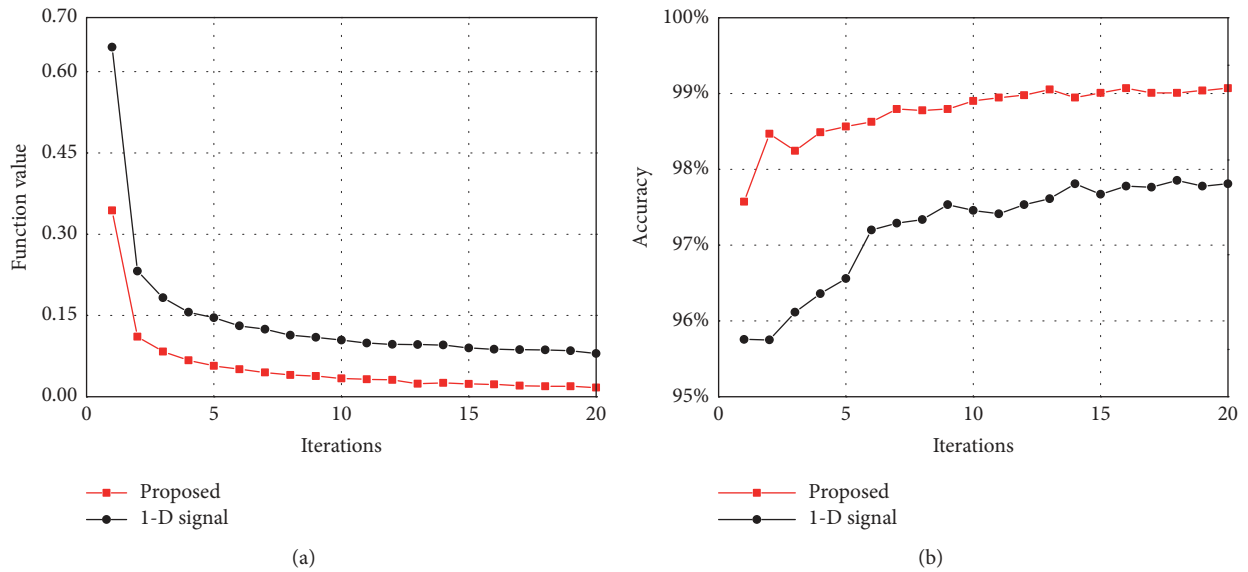 0.70
0.60
0.45
0.30
0.15
0.00
Function value
0
5
10
15
20
Iterations
Proposed
1-D signal
(a)
100%
99%
98%
97%
96%
95%
Accuracy
0
5
10
15
20
Iterations
Proposed
1-D signal
(b)